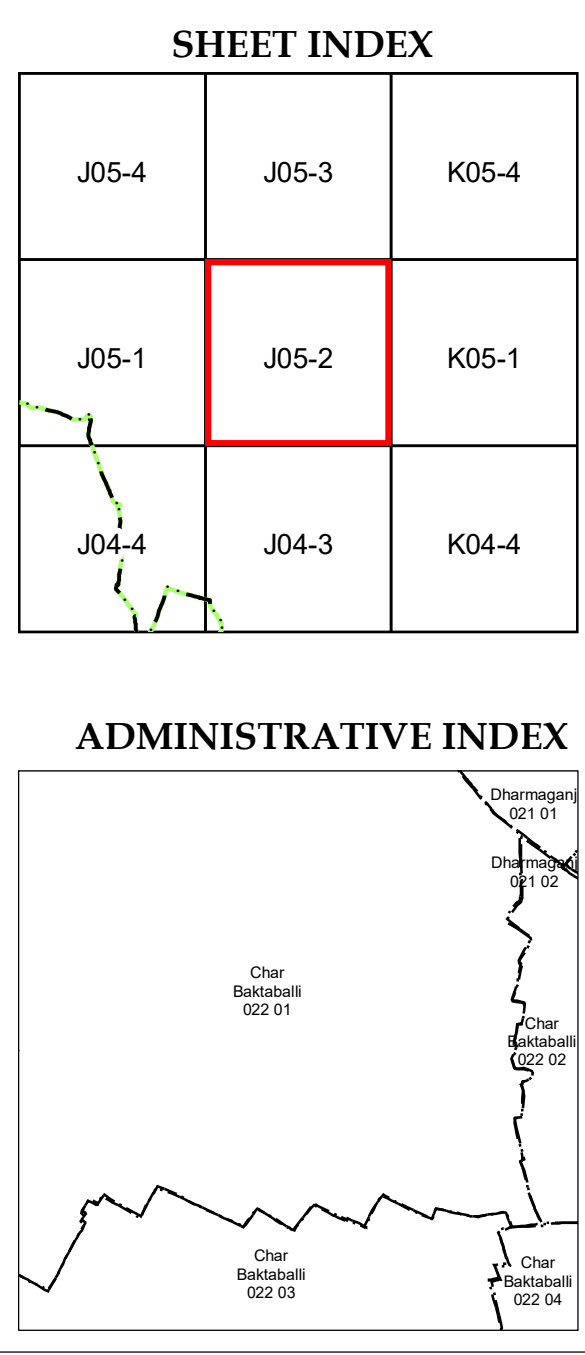 SHEET INDEX
J05-4 J05-3 K05-4
J05-1 J05-2 K05-1
J04-4 J04-3 K04-4
ADMINISTRATIVE INDEX
Dharmaganj
021 01
Dharmaganj
021 02
Char
Baktaballi
022 01
Char
Baktaballi
022 02
Char
Baktaballi
022 03
Char
Baktaballi
022 04